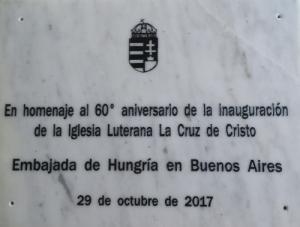 En homenaje al 60° aniversario de la inauguración
de la Iglesia Luterana La Cruz de Cristo
Embajada de Hungría en Buenos Aires
29 de octubre de 2017